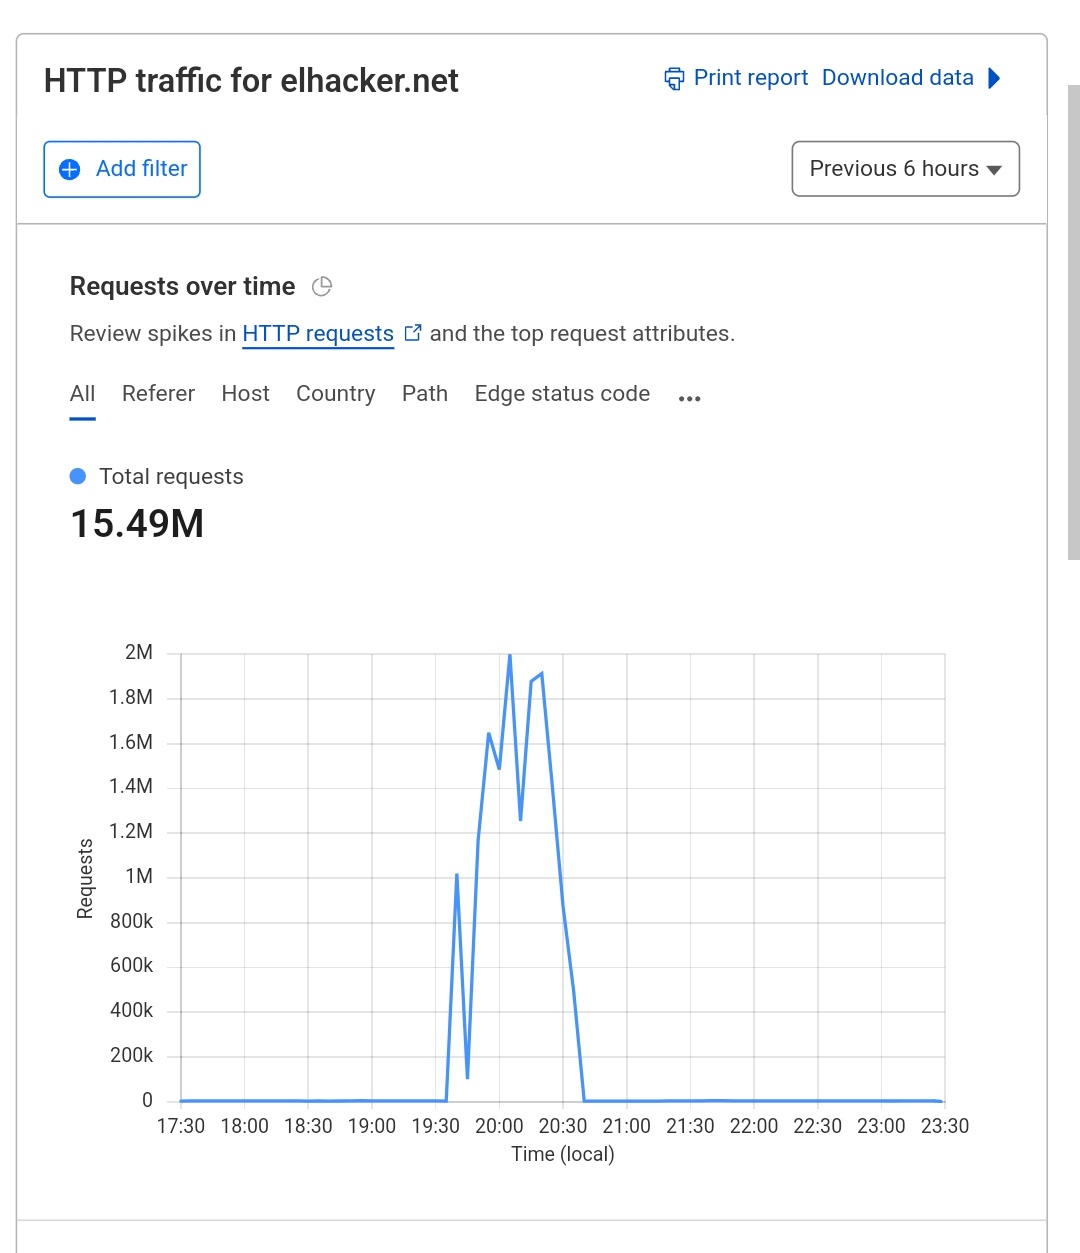 HTTP traffic for elhacker.net
Print report Download data
Add filter
Previous 6 hours
Requests over time
Review spikes in HTTP requests and the top request attributes.
All Referer Host Country Path Edge status code ...
Total requests
15.49M
2M
1.8M
1.6M
1.4M
1.2M
1M
800k
600k
400k
200k
0
Requests
17:30 18:00 18:30 19:00 19:30 20:00 20:30 21:00 21:30 22:00 22:30 23:00 23:30
Time (local)